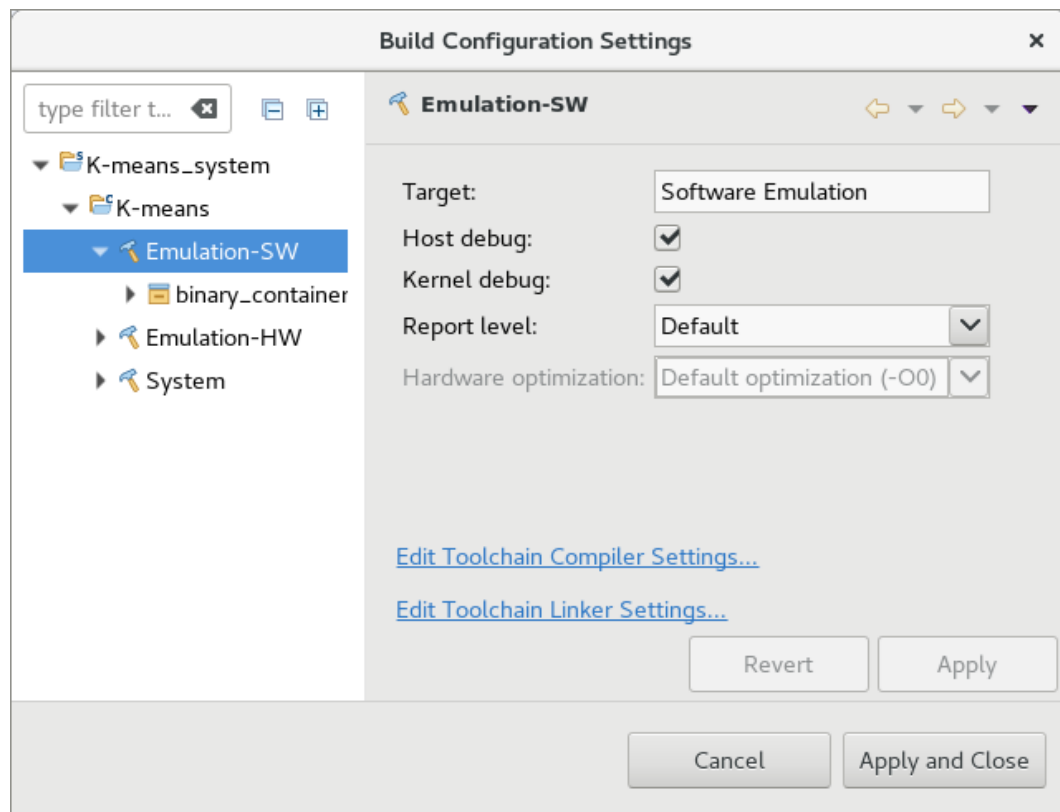 Build Configuration Settings
type filter t...
K-means_system
K-means
Emulation-SW
binary_container
Emulation-HW
System
Emulation-SW
Target: Software Emulation
Host debug:
Kernel debug:
Report level: Default
Hardware optimization: Default optimization (-O0)
Edit Toolchain Compiler Settings...
Edit Toolchain Linker Settings...
Revert Apply
Cancel Apply and Close